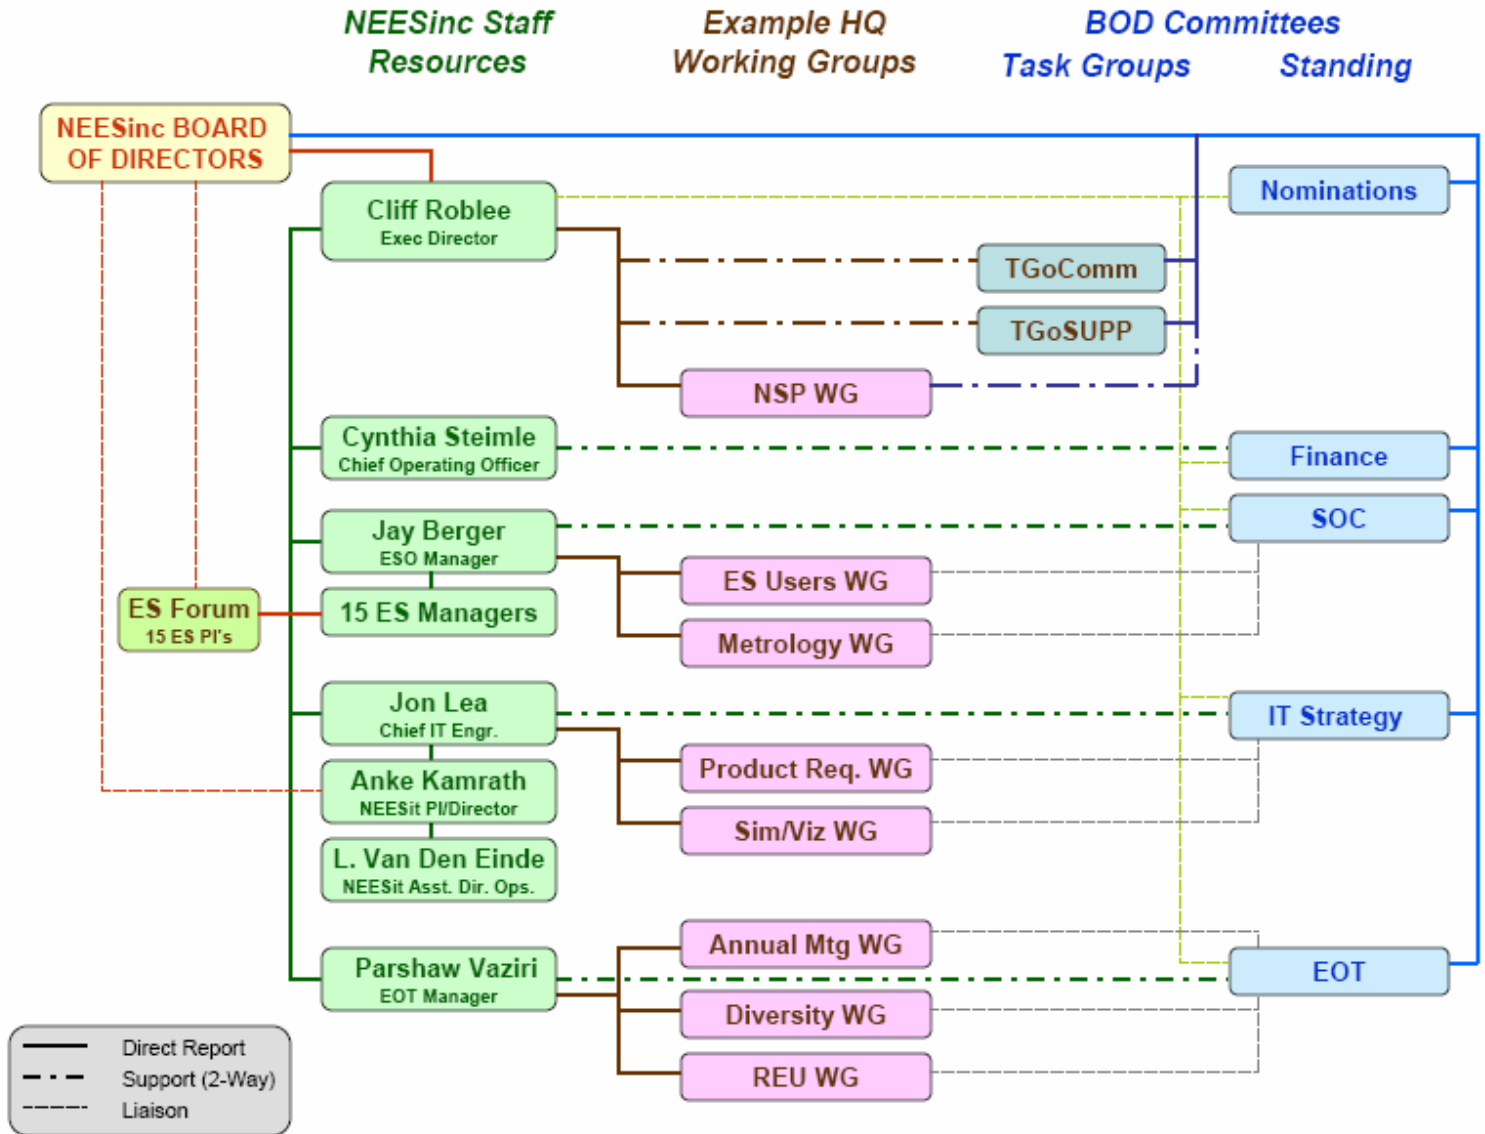 NEESinc Staff
Resources
Example HQ
Working Groups
BOD Committees
Task Groups
Standing
NEESinc BOARD
OF DIRECTORS
Cliff Roblee
Exec Director
Nominations
TGoComm
TGoSUPP
NSP WG
Cynthia Steimle
Chief Operating Officer
Finance
Jay Berger
ESO Manager
SOC
ES Users WG
ES Forum
15 ES PI's
15 ES Managers
Metrology WG
Jon Lea
Chief IT Engr.
IT Strategy
Product Req. WG
Anke Kamrath
NEESit PI/Director
Sim/Viz WG
L. Van Den Einde
NEESit Asst. Dir. Ops.
Annual Mtg WG
Parshaw Vaziri
EOT Manager
EOT
Diversity WG
REU WG
Direct Report
Support (2-Way)
Liaison